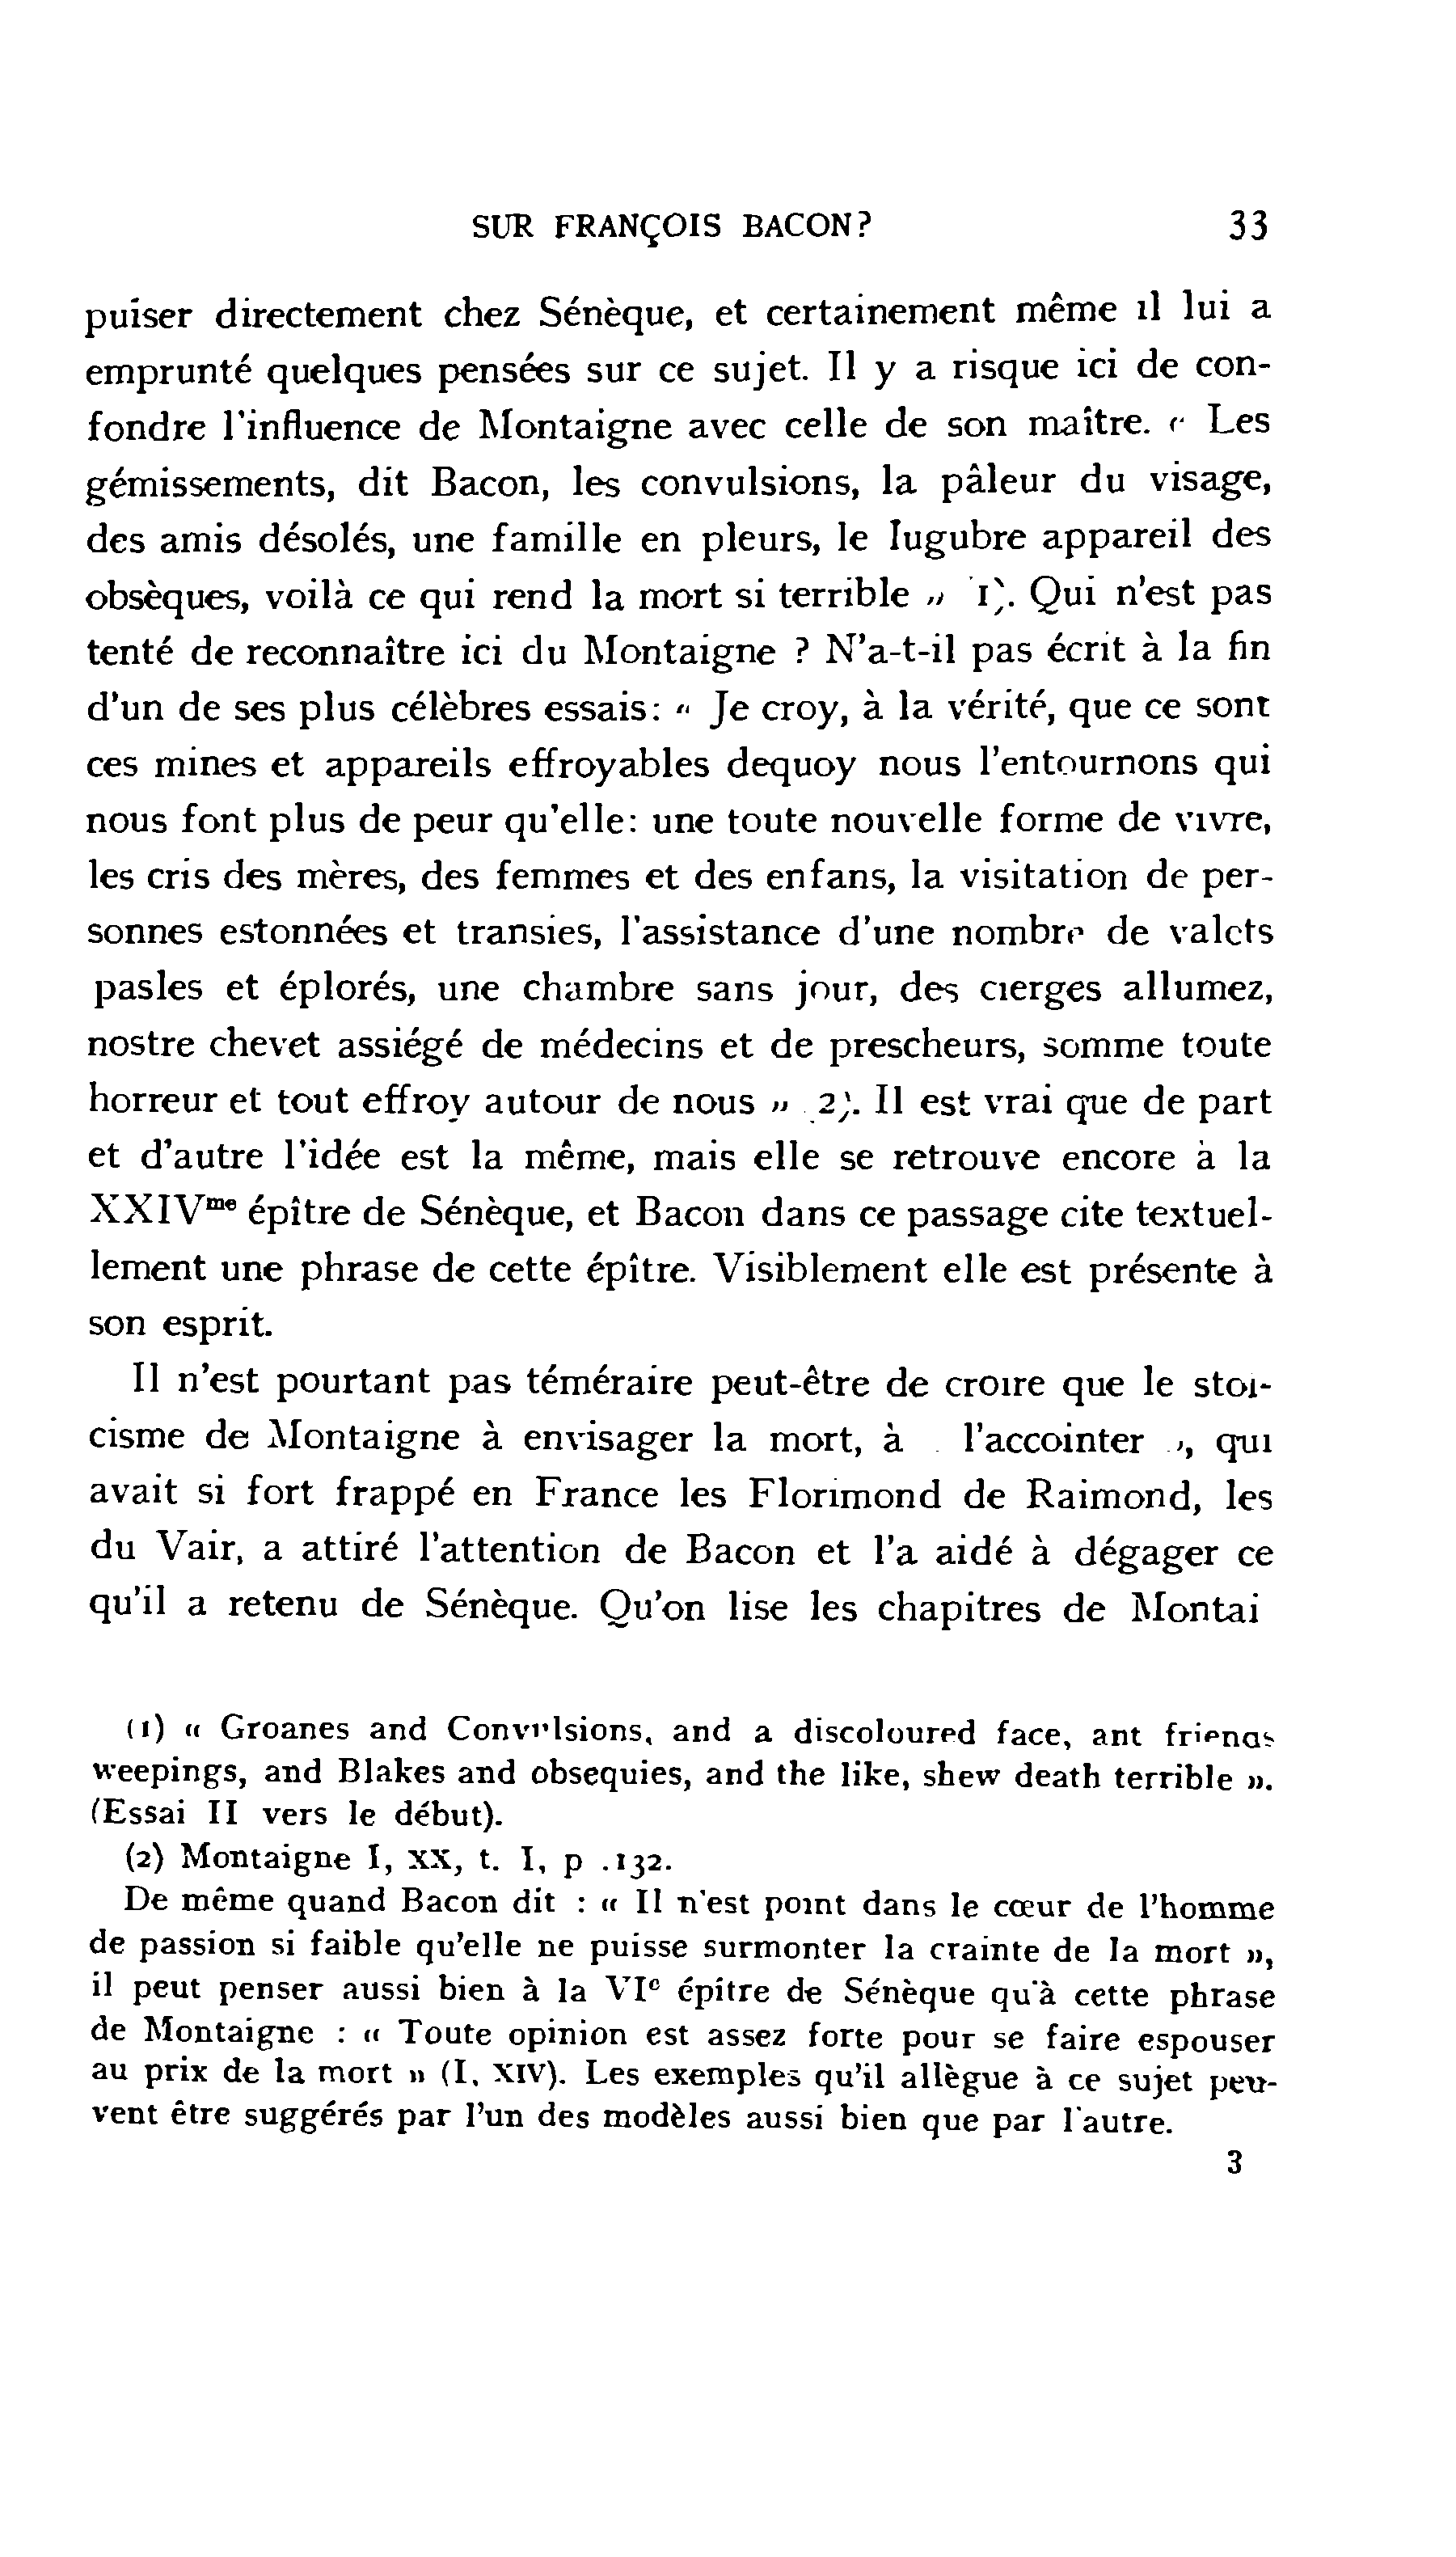 SUR FRANÇOIS BACON? 33
puiser directement chez Sénèque, et certainement même il lui a
emprunté quelques pensées sur ce sujet. Il y a risque ici de con-
fondre l'influence de Montaigne avec celle de son maître. « Les
gémissements, dit Bacon, les convulsions, la pâleur du visage,
des amis désolés, une famille en pleurs, le lugubre appareil des
obsèques, voilà ce qui rend la mort si terrible » (1). Qui n'est pas
tenté de reconnaître ici du Montaigne ? N'a-t-il pas écrit à la fin
d'un de ses plus célèbres essais: « Je croy, à la vérité, que ce sont
ces mines et appareils effroyables dequoy nous l'entournons qui
nous font plus de peur qu'elle: une toute nouvelle forme de vivre,
les cris des mères, des femmes et des enfans, la visitation de per-
sonnes estonnées et transies, l'assistance d'une nombre de valets
pasles et éplorés, une chambre sans jour, des cierges allumez,
nostre chevet assiégé de médecins et de prescheurs, somme toute
horreur et tout effroy autour de nous » (2). Il est vrai que de part
et d'autre l'idée est la même, mais elle se retrouve encore à la
XXIVme épître de Sénèque, et Bacon dans ce passage cite textuel-
lement une phrase de cette épître. Visiblement elle est présente à
son esprit.
Il n'est pourtant pas téméraire peut-être de croire que le stoï-
cisme de Montaigne à envisager la mort, à « l'accointer », qui
avait si fort frappé en France les Florimond de Raimond, les
du Vair, a attiré l'attention de Bacon et l'a aidé à dégager ce
qu'il a retenu de Sénèque. Qu'on lise les chapitres de Montai
(1) « Groanes and Convulsions, and a discoloured face, ant friends
weepings, and Blakes and obsequies, and the like, shew death terrible ».
(Essai II vers le début).
(2) Montaigne I, XX, t. I, p .132.
De même quand Bacon dit : « Il n'est point dans le cœur de l'homme
de passion si faible qu'elle ne puisse surmonter la crainte de la mort »,
il peut penser aussi bien à la VIe épître de Sénèque qu'à cette phrase
de Montaigne : « Toute opinion est assez forte pour se faire espouser
au prix de la mort » (I, XIV). Les exemples qu'il allègue à ce sujet peu-
vent être suggérés par l'un des modèles aussi bien que par l'autre.
3